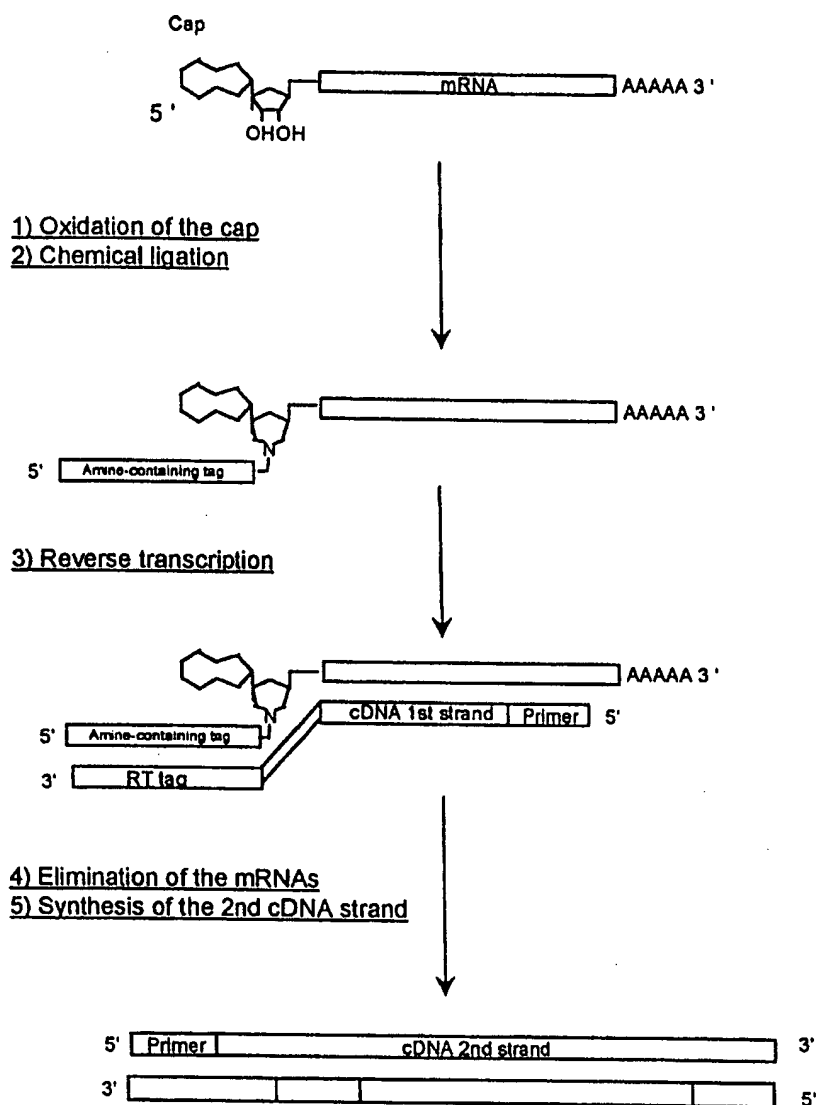 Cap
mRNA AAAAA 3 '
5 '
OHOH
1) Oxidation of the cap
2) Chemical ligation
AAAAA 3 '
N
5' Amine-containing tag
3) Reverse transcription
AAAAA 3 '
N
cDNA 1st strand Primer 5'
5' Amine-containing tag
3' RT tag
4) Elimination of the mRNAs
5) Synthesis of the 2nd cDNA strand
5' Primer cDNA 2nd strand 3'
3' 5'